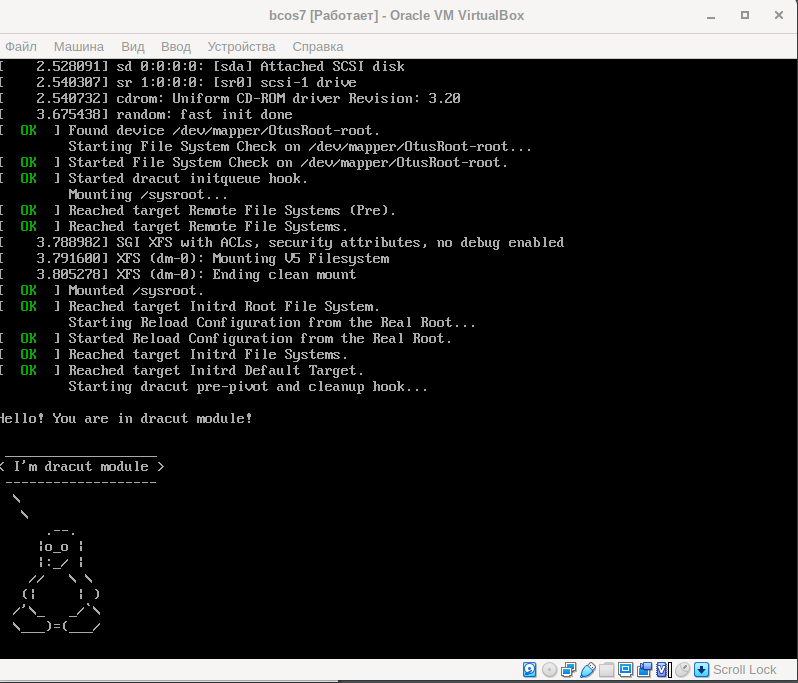 bcos7 [Работает] - Oracle VM VirtualBox
Файл Машина Вид Ввод Устройства Справка
[    2.528091] sd 0:0:0:0: [sda] Attached SCSI disk
[    2.540307] sr 1:0:0:0: [sr0] scsi-1 drive
[    2.540732] cdrom: Uniform CD-ROM driver Revision: 3.20
[    3.675438] random: fast init done
[  OK  ] Found device /dev/mapper/OtusRoot-root.
         Starting File System Check on /dev/mapper/OtusRoot-root...
[  OK  ] Started File System Check on /dev/mapper/OtusRoot-root.
[  OK  ] Started dracut initqueue hook.
         Mounting /sysroot...
[  OK  ] Reached target Remote File Systems (Pre).
[  OK  ] Reached target Remote File Systems.
[    3.788982] SGI XFS with ACLs, security attributes, no debug enabled
[    3.791600] XFS (dm-0): Mounting V5 Filesystem
[    3.805278] XFS (dm-0): Ending clean mount
[  OK  ] Mounted /sysroot.
[  OK  ] Reached target Initrd Root File System.
         Starting Reload Configuration from the Real Root...
[  OK  ] Started Reload Configuration from the Real Root.
[  OK  ] Reached target Initrd File Systems.
[  OK  ] Reached target Initrd Default Target.
         Starting dracut pre-pivot and cleanup hook...
Hello! You are in dracut module!
 ___________________
< I'm dracut module >
 -------------------
  \
   \
      .--.
     |o_o |
     |:_/ |
    //   \ \
   (|     | )
  /'\_   _/`\
  \___)=(___/
Scroll Lock